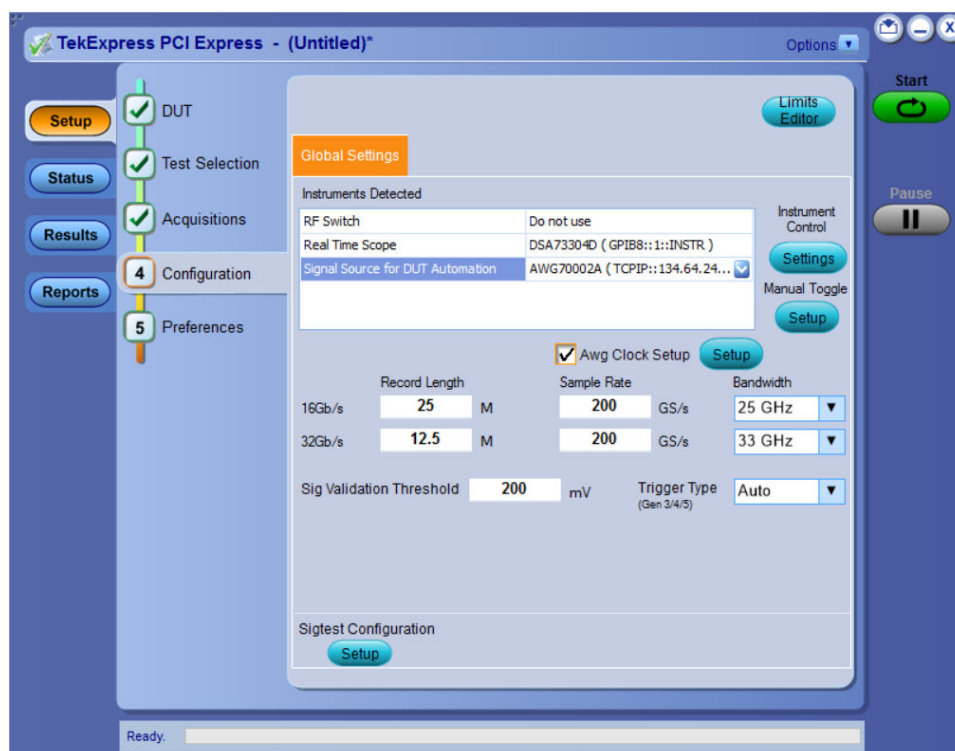 TekExpress PCI Express - (Untitled)*
Options
X
Start
Pause
Setup
Status
Results
Reports
DUT
Test Selection
Acquisitions
4 Configuration
5 Preferences
Limits
Editor
Global Settings
Instruments Detected
RF Switch Do not use
Real Time Scope DSA73304D ( GPIB8::1::INSTR )
Signal Source for DUT Automation AWG70002A ( TCPIP::134.64.24...
Instrument
Control
Settings
Manual Toggle
Setup
Awg Clock Setup Setup
Record Length Sample Rate Bandwidth
16Gb/s 25 M 200 GS/s 25 GHz
32Gb/s 12.5 M 200 GS/s 33 GHz
Sig Validation Threshold 200 mV Trigger Type Auto
(Gen 3/4/5)
Sigtest Configuration
Setup
Ready.